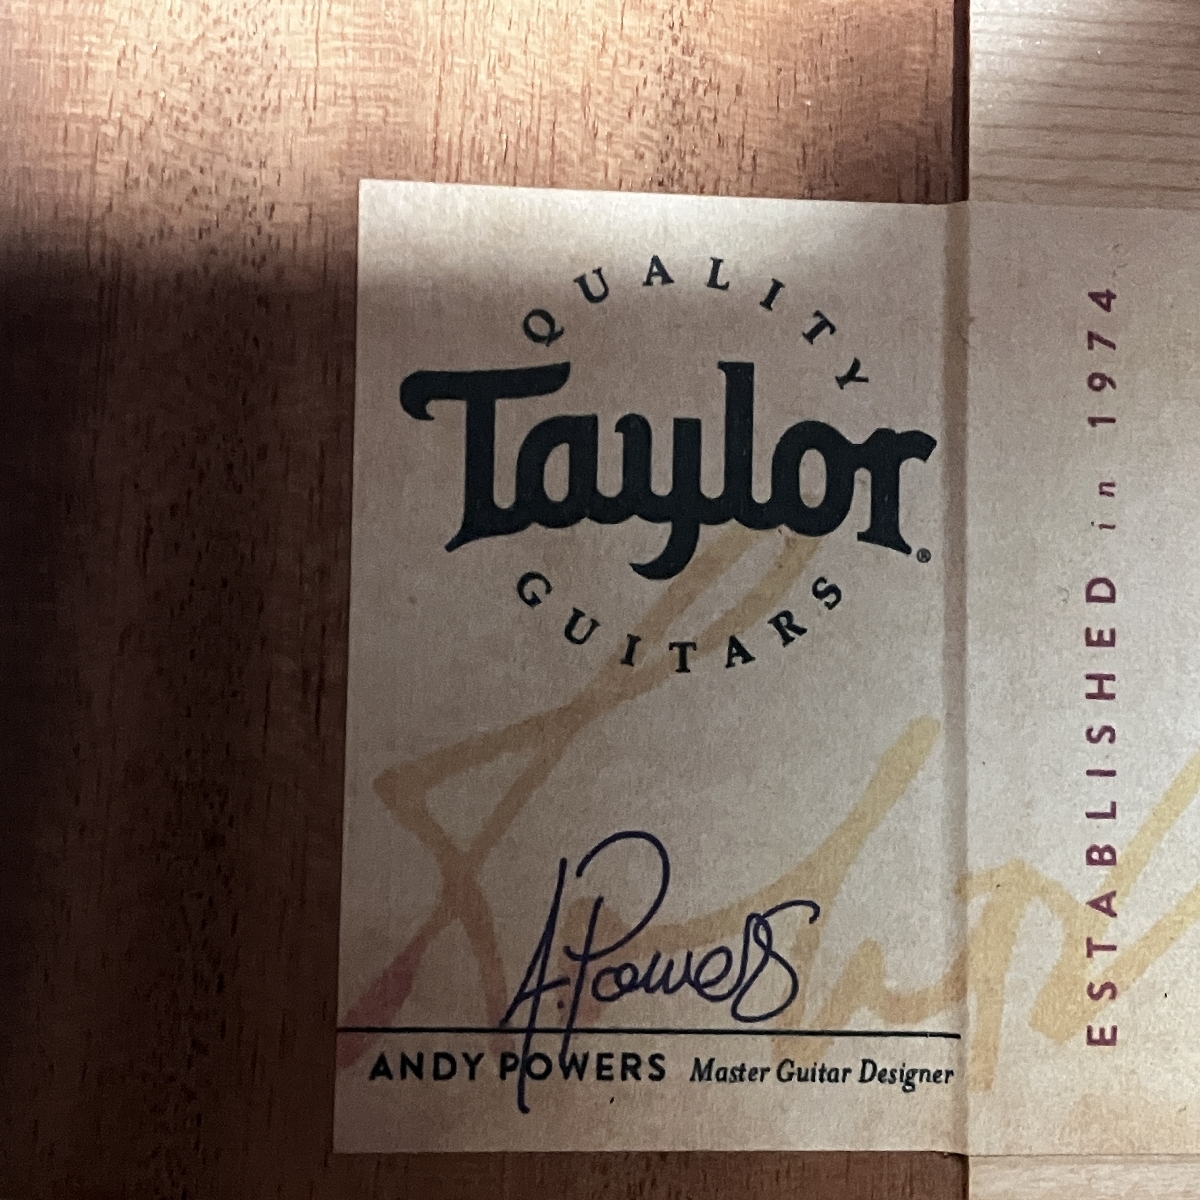 QUALITY
Taylor®
GUITARS
A. Powers
ANDY POWERS Master Guitar Designer
ESTABLISHED in 1974